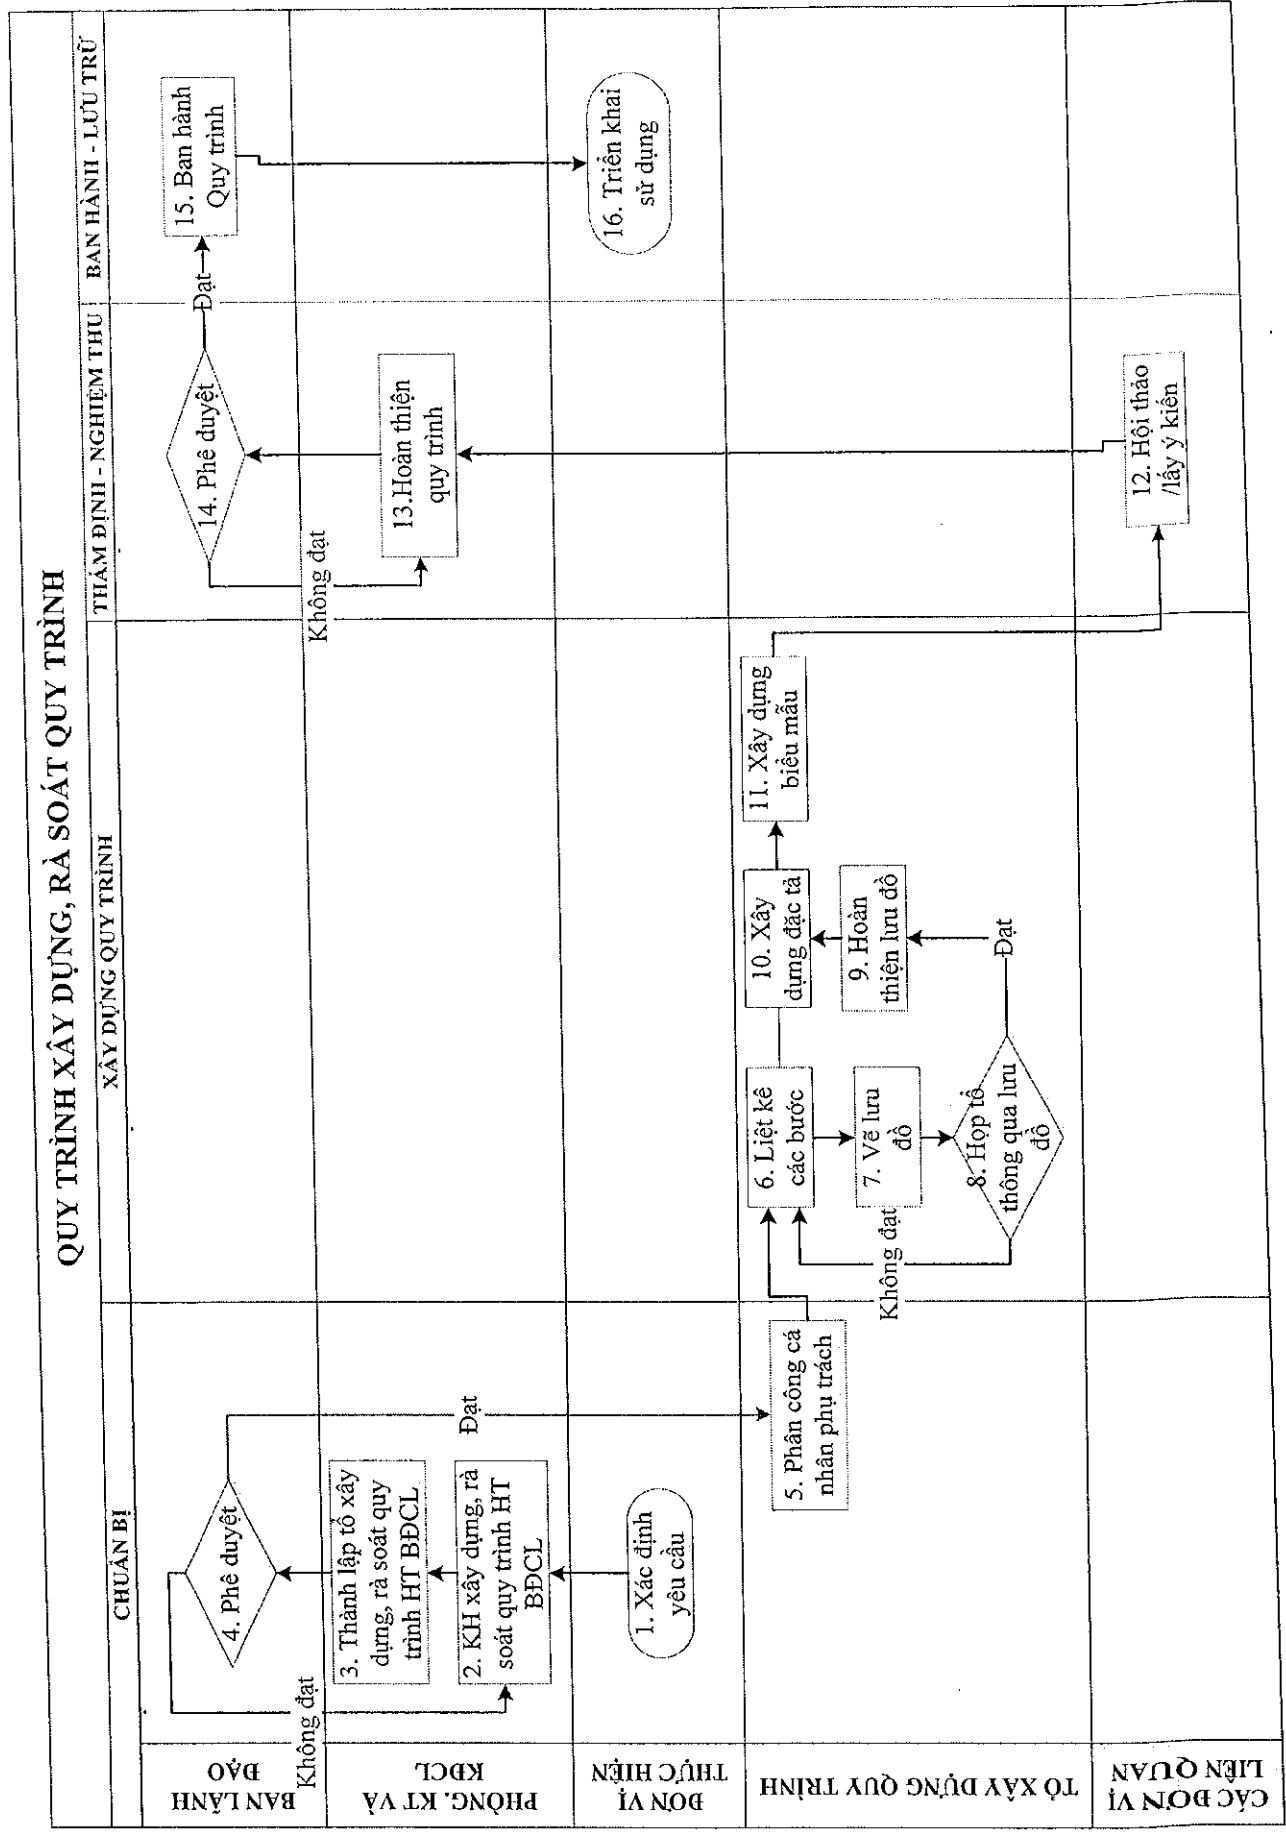 QUY TRÌNH XÂY DỰNG, RÀ SOÁT QUY TRÌNH
CHUẨN BỊ
XÂY DỰNG QUY TRÌNH
THẨM ĐỊNH - NGHIỆM THU
BAN HÀNH - LƯU TRỮ
BAN LÃNH
ĐẠO
4. Phê duyệt
Không đạt
Đạt
14. Phê duyệt
Không đạt
Đạt
15. Ban hành
Quy trình
PHÒNG. KT VÀ
KĐCL
3. Thành lập tổ xây
dựng, rà soát quy
trình HT BĐCL
2. KH xây dựng, rà
soát quy trình HT
BĐCL
13.Hoàn thiện
quy trình
ĐƠN VỊ
THỰC HIỆN
1. Xác định
yêu cầu
16. Triển khai
sử dụng
TỔ XÂY DỰNG QUY TRÌNH
5. Phân công cá
nhân phụ trách
6. Liệt kê
các bước
7. Vẽ lưu
đồ
8. Họp tổ
thông qua lưu
đồ
Không đạt
Đạt
9. Hoàn
thiện lưu đồ
10. Xây
dựng đặc tả
11. Xây dựng
biểu mẫu
CÁC ĐƠN VỊ
LIÊN QUAN
12. Hội thảo
/lấy ý kiến